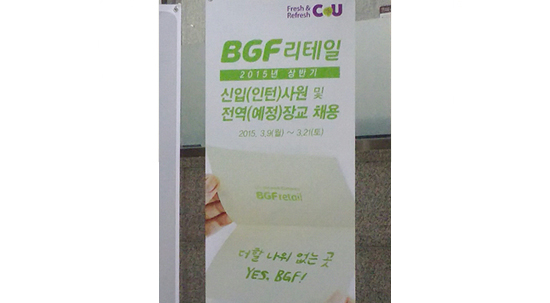 Fresh &
Refresh CU
BGF리테일
2015년 상반기
신입(인턴)사원 및
전역(예정)장교 채용
2015. 3.9(월) ~ 3.21(토)
BGFretail
더할 나위 없는 곳
YES, BGF!